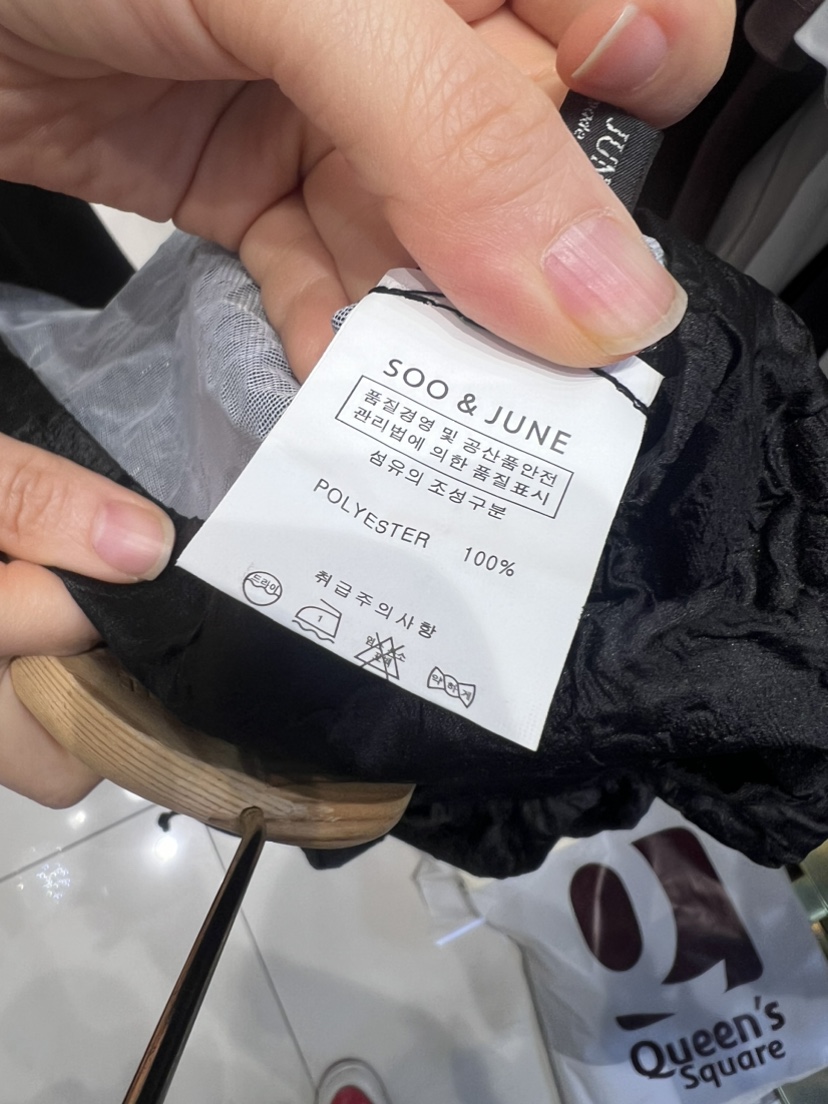 JUN
SOO & JUNE
품질경영 및 공산품안전
관리법에 의한 품질표시
섬유의 조성구분
POLYESTER 100%
취급주의사항
드라이
1
약하게
Queen's
Square